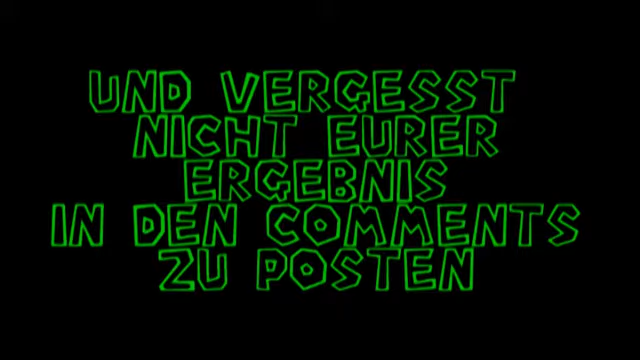 UND VERGESST
NICHT EURER
ERGEBNIS
IN DEN COMMENTS
ZU POSTEN